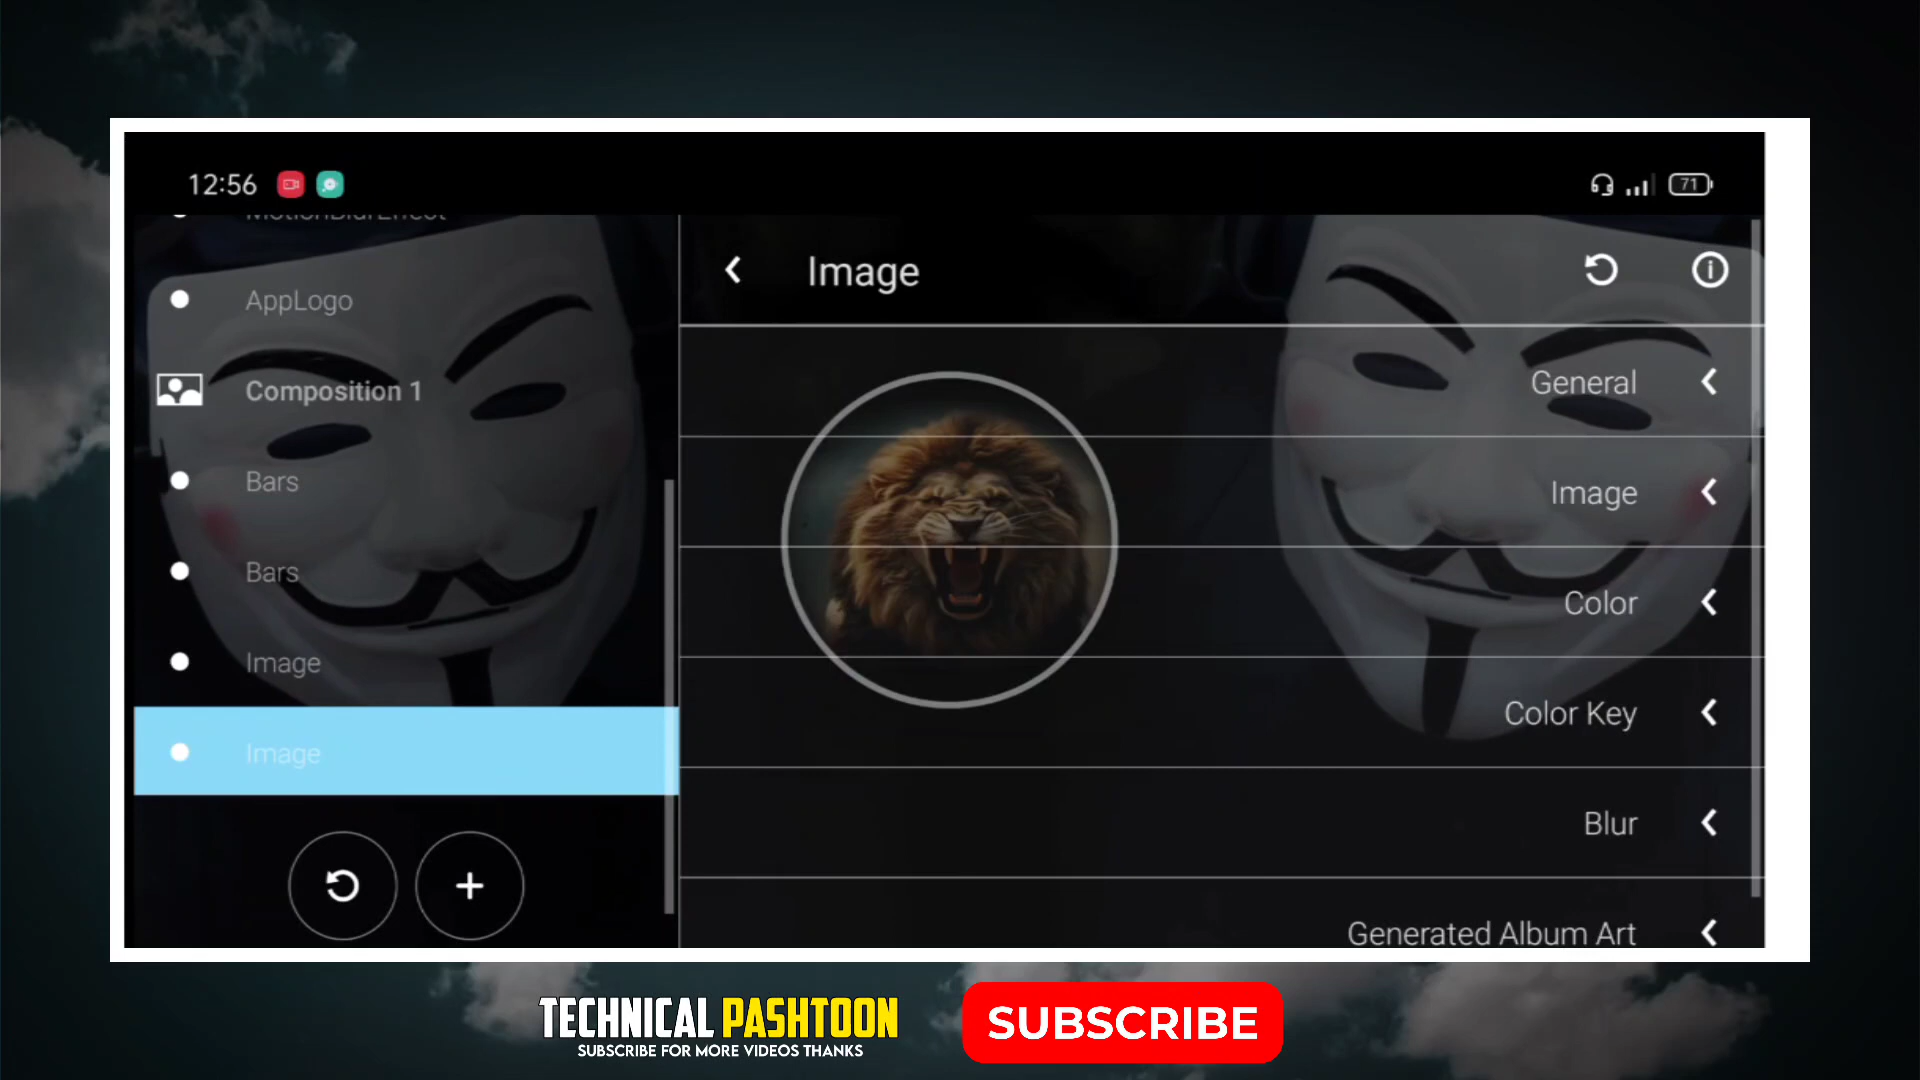 12:56
71
MotionBlurEffect
AppLogo
Composition 1
Bars
Bars
Image
Image
Image
General
Image
Color
Color Key
Blur
Generated Album Art
TECHNICAL PASHTOON
SUBSCRIBE FOR MORE VIDEOS THANKS
SUBSCRIBE